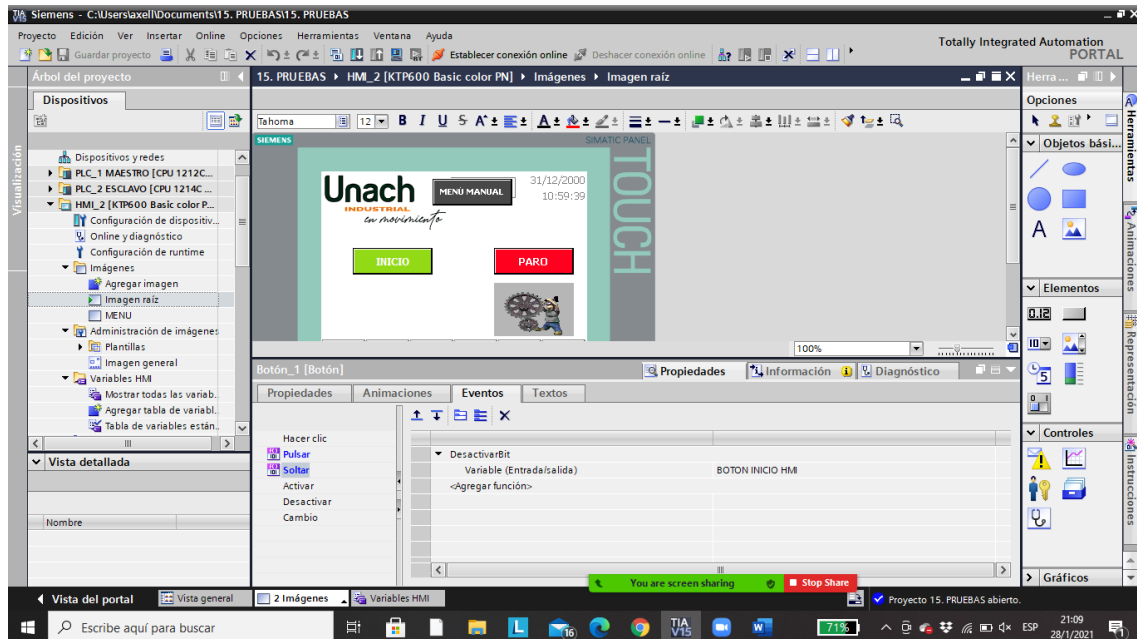 Siemens - C:\Users\axell\Documents\15. PRUEBAS\15. PRUEBAS
Proyecto Edición Ver Insertar Online Opciones Herramientas Ventana Ayuda
Totally Integrated Automation
PORTAL
Guardar proyecto
Establecer conexión online
Deshacer conexión online
Árbol del proyecto
15. PRUEBAS HMI_2 [KTP600 Basic color PN] Imágenes Imagen raíz
Herra...
Dispositivos
Opciones
Tahoma 12 B I U S A A
Visualización
Dispositivos y redes
PLC_1 MAESTRO [CPU 1212C...
PLC_2 ESCLAVO [CPU 1214C ...
HMI_2 [KTP600 Basic color P...
Configuración de dispositiv...
Online y diagnóstico
Configuración de runtime
Imágenes
Agregar imagen
Imagen raíz
MENU
Administración de imágenes
Plantillas
Imagen general
Variables HMI
Mostrar todas las variab..
Agregar tabla de variabl..
Tabla de variables están..
SIEMENS
SIMATIC PANEL
TOUCH
Unach
INDUSTRIAL
en movimiento
MENÚ MANUAL
31/12/2000
10:59:39
INICIO
PARO
100%
Objetos bási...
A
Elementos
0.12
10
5
0 1
Controles
Gráficos
Herramientas
Animaciones
Representación
Instrucciones
Vista detallada
Nombre
Botón_1 [Botón]
Propiedades Información Diagnóstico
Propiedades Animaciones Eventos Textos
Hacer clic
Pulsar
Soltar
Activar
Desactivar
Cambio
DesactivarBit
Variable (Entrada/salida) BOTON INICIO HMI
<Agregar función>
You are screen sharing Stop Share
Vista del portal Vista general 2 Imágenes Variables HMI
Proyecto 15. PRUEBAS abierto.
Escribe aquí para buscar
L
16
TIA
V15
W
71%
ESP
21:09
28/1/2021